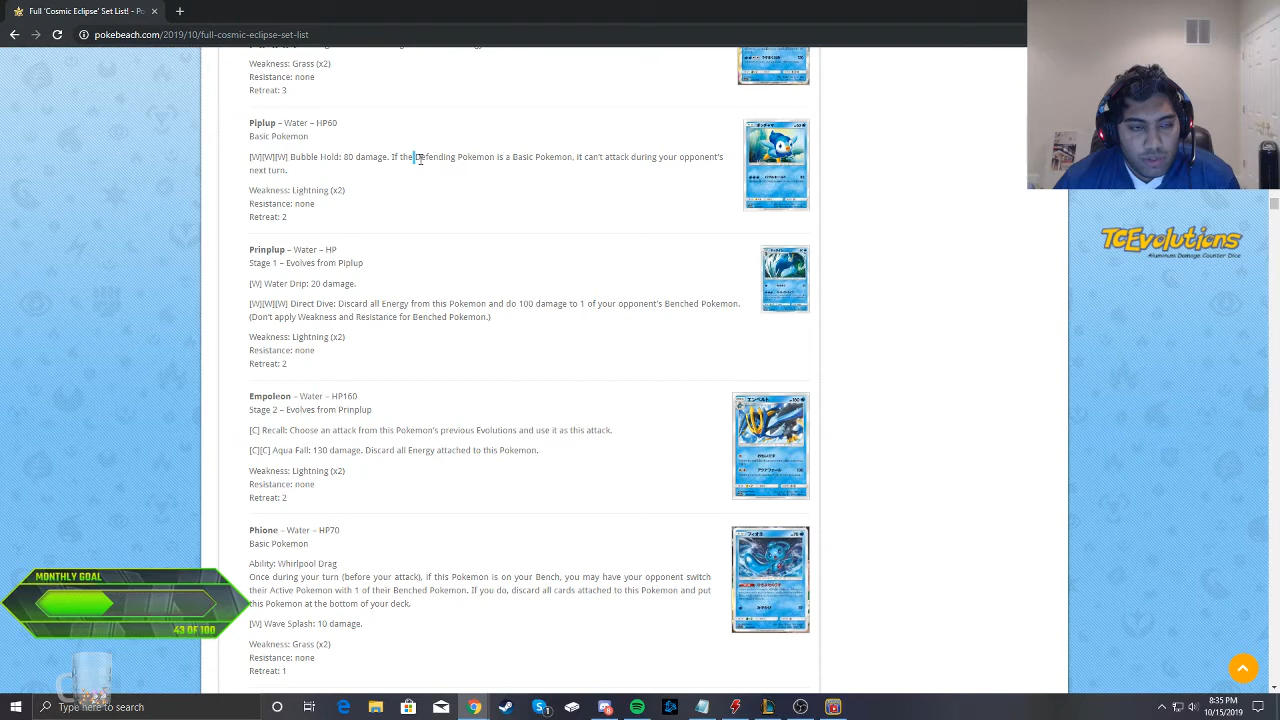 Full 'Cosmic Eclipse' Set List! - Po
pokebeach.com/2019/10/full-cosmic-eclipse-set-list
Resistance: none
Retreat: 3
Piplup – Water – HP60
Basic Pokemon
[W][W][W] Bubble Hold: 80 damage. If the Defending Pokemon is a Basic Pokemon, it can't attack during your opponent's
next turn.
Weakness: Lightning (x2)
Resistance: none
Retreat: 2
Prinplup – Water – HP
Stage 1 – Evolves from Piplup
[W] Water Drip: 20 damage.
[W][W][W] Direct Dive: Discard all Energy from this Pokemon and do 100 damage to 1 of your opponent's Benched Pokemon.
(Don't apply Weakness and Resistance for Benched Pokemon.)
Weakness: Lightning (x2)
Resistance: none
Retreat: 2
Empoleon – Water – HP160
Stage 2 – Evolves from Prinplup
[C] Recall: Choose an attack from this Pokemon's previous Evolutions and use it as this attack.
[C][C] Aqua Fall: 130 damage. Discard all Energy attached to this Pokemon.
Weakness: Lightning (x2)
Resistance: none
Retreat: 2
Phione – Water – HP70
Basic Pokemon
Ability: Whirlpool Suction
Once during your turn (before your attack), if this Pokemon is on your Bench, you may have your opponent switch
their Active Pokemon with 1 of their Benched Pokemon. If you do, discard all cards attached to this Pokemon and put
the Pokemon on the bottom of your deck.
[W] Wave Splash: 10 damage.
Weakness: Grass (x2)
Resistance: none
Retreat: 1
TCEvolutions
Aluminum Damage Counter Dice
MONTHLY GOAL
43 OF 100
Type here to search
8:35 PM
10/15/2019